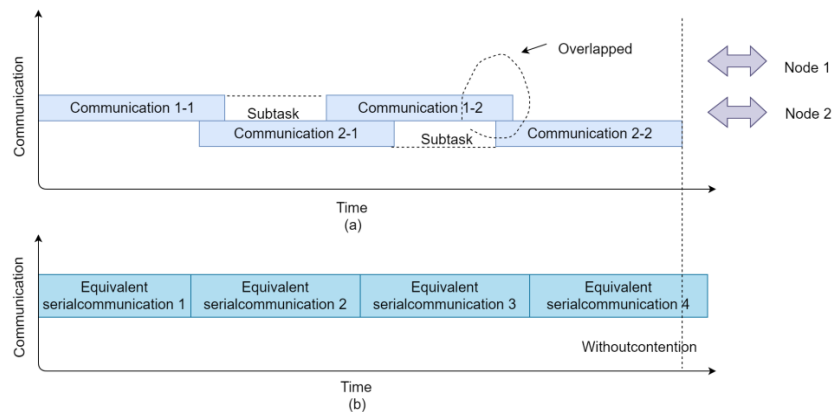 Overlapped
Node 1
Communication
Communication 1-1
Communication 1-2
Node 2
Subtask
Communication 2-1
Subtask
Communication 2-2
Time
(a)
Communication
Equivalent
serialcommunication 1
Equivalent
serialcommunication 2
Equivalent
serialcommunication 3
Equivalent
serialcommunication 4
Withoutcontention
Time
(b)